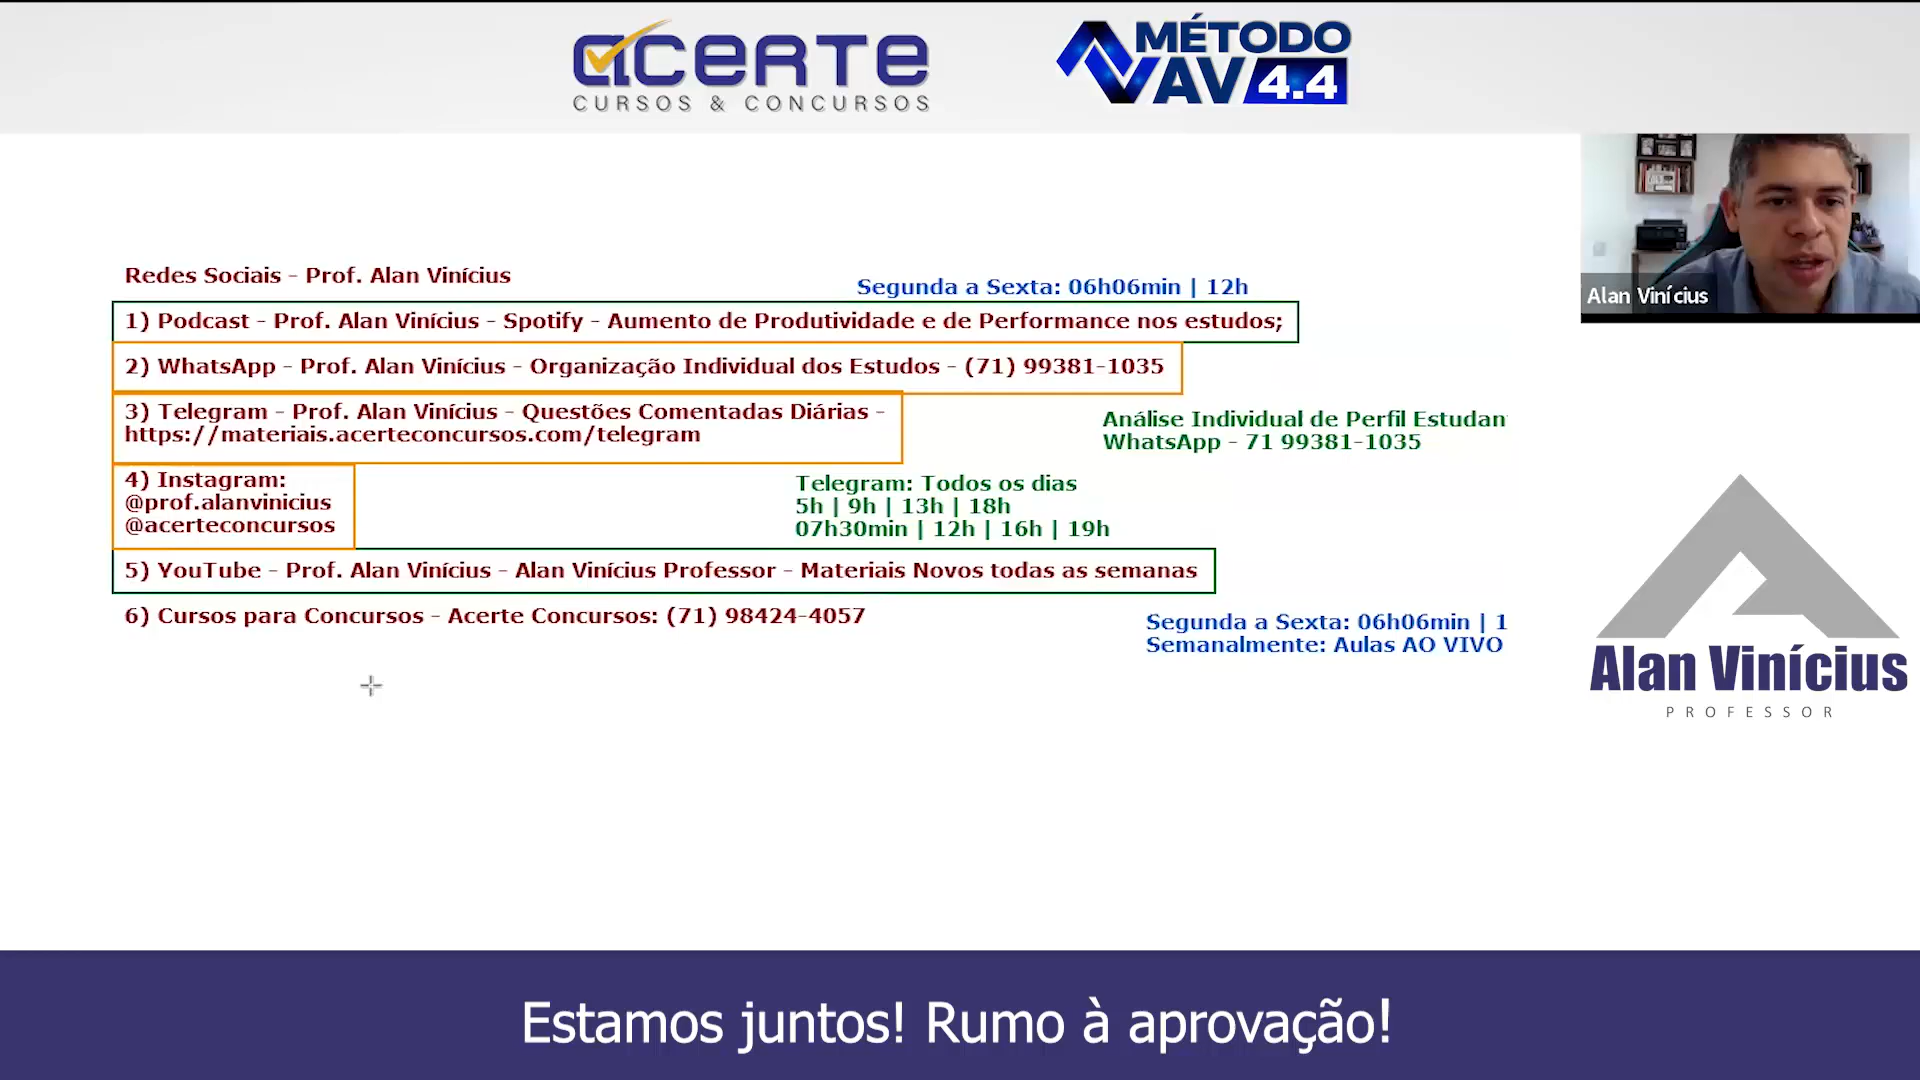 acerte
CURSOS & CONCURSOS
MÉTODO
AV 4.4
Alan Vinícius
Redes Sociais - Prof. Alan Vinícius
Segunda a Sexta: 06h06min | 12h
1) Podcast - Prof. Alan Vinícius - Spotify - Aumento de Produtividade e de Performance nos estudos;
2) WhatsApp - Prof. Alan Vinícius - Organização Individual dos Estudos - (71) 99381-1035
3) Telegram - Prof. Alan Vinícius - Questões Comentadas Diárias -
https://materiais.acerteconcursos.com/telegram
Análise Individual de Perfil Estudan
WhatsApp - 71 99381-1035
4) Instagram:
@prof.alanvinicius
@acerteconcursos
Telegram: Todos os dias
5h | 9h | 13h | 18h
07h30min | 12h | 16h | 19h
5) YouTube - Prof. Alan Vinícius - Alan Vinícius Professor - Materiais Novos todas as semanas
6) Cursos para Concursos - Acerte Concursos: (71) 98424-4057
Segunda a Sexta: 06h06min | 1
Semanalmente: Aulas AO VIVO
Alan Vinícius
PROFESSOR
Estamos juntos! Rumo à aprovação!